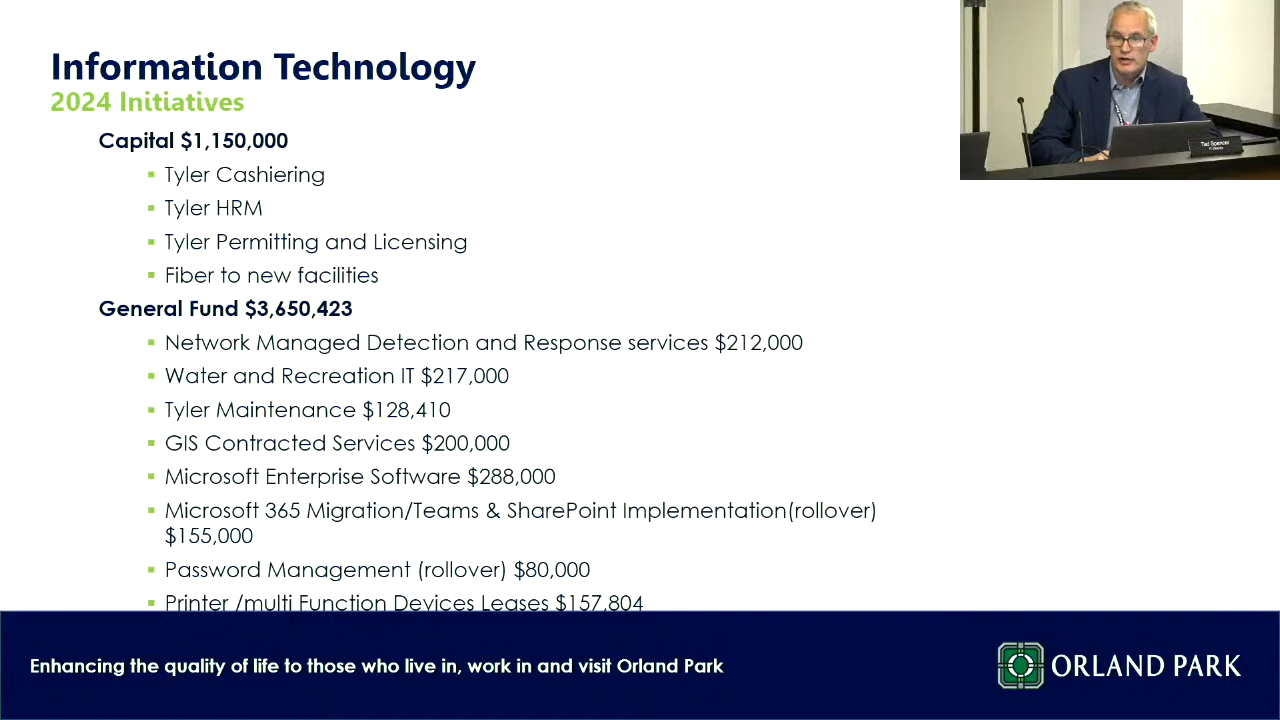 Information Technology
2024 Initiatives
Capital $1,150,000
Tyler Cashiering
Tyler HRM
Tyler Permitting and Licensing
Fiber to new facilities
General Fund $3,650,423
Network Managed Detection and Response services $212,000
Water and Recreation IT $217,000
Tyler Maintenance $128,410
GIS Contracted Services $200,000
Microsoft Enterprise Software $288,000
Microsoft 365 Migration/Teams & SharePoint Implementation(rollover)
$155,000
Password Management (rollover) $80,000
Printer /multi Function Devices Leases $157,804
Enhancing the quality of life to those who live in, work in and visit Orland Park
ORLAND PARK
Tad Spencer